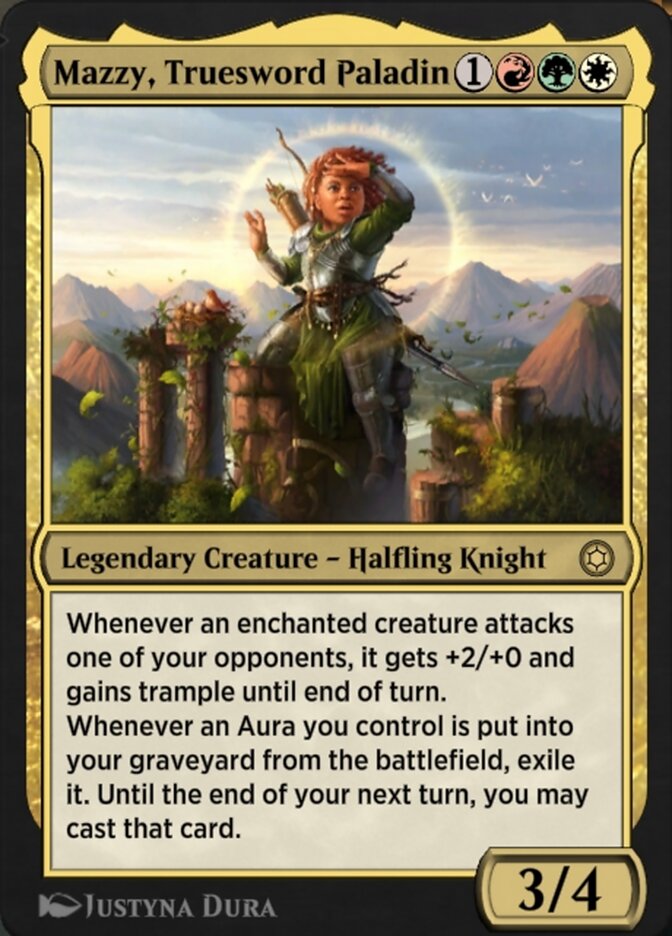 Mazzy, Truesword Paladin 1
Legendary Creature – Halfling Knight
Whenever an enchanted creature attacks
one of your opponents, it gets +2/+0 and
gains trample until end of turn.
Whenever an Aura you control is put into
your graveyard from the battlefield, exile
it. Until the end of your next turn, you may
cast that card.
3/4
Justyna Dura